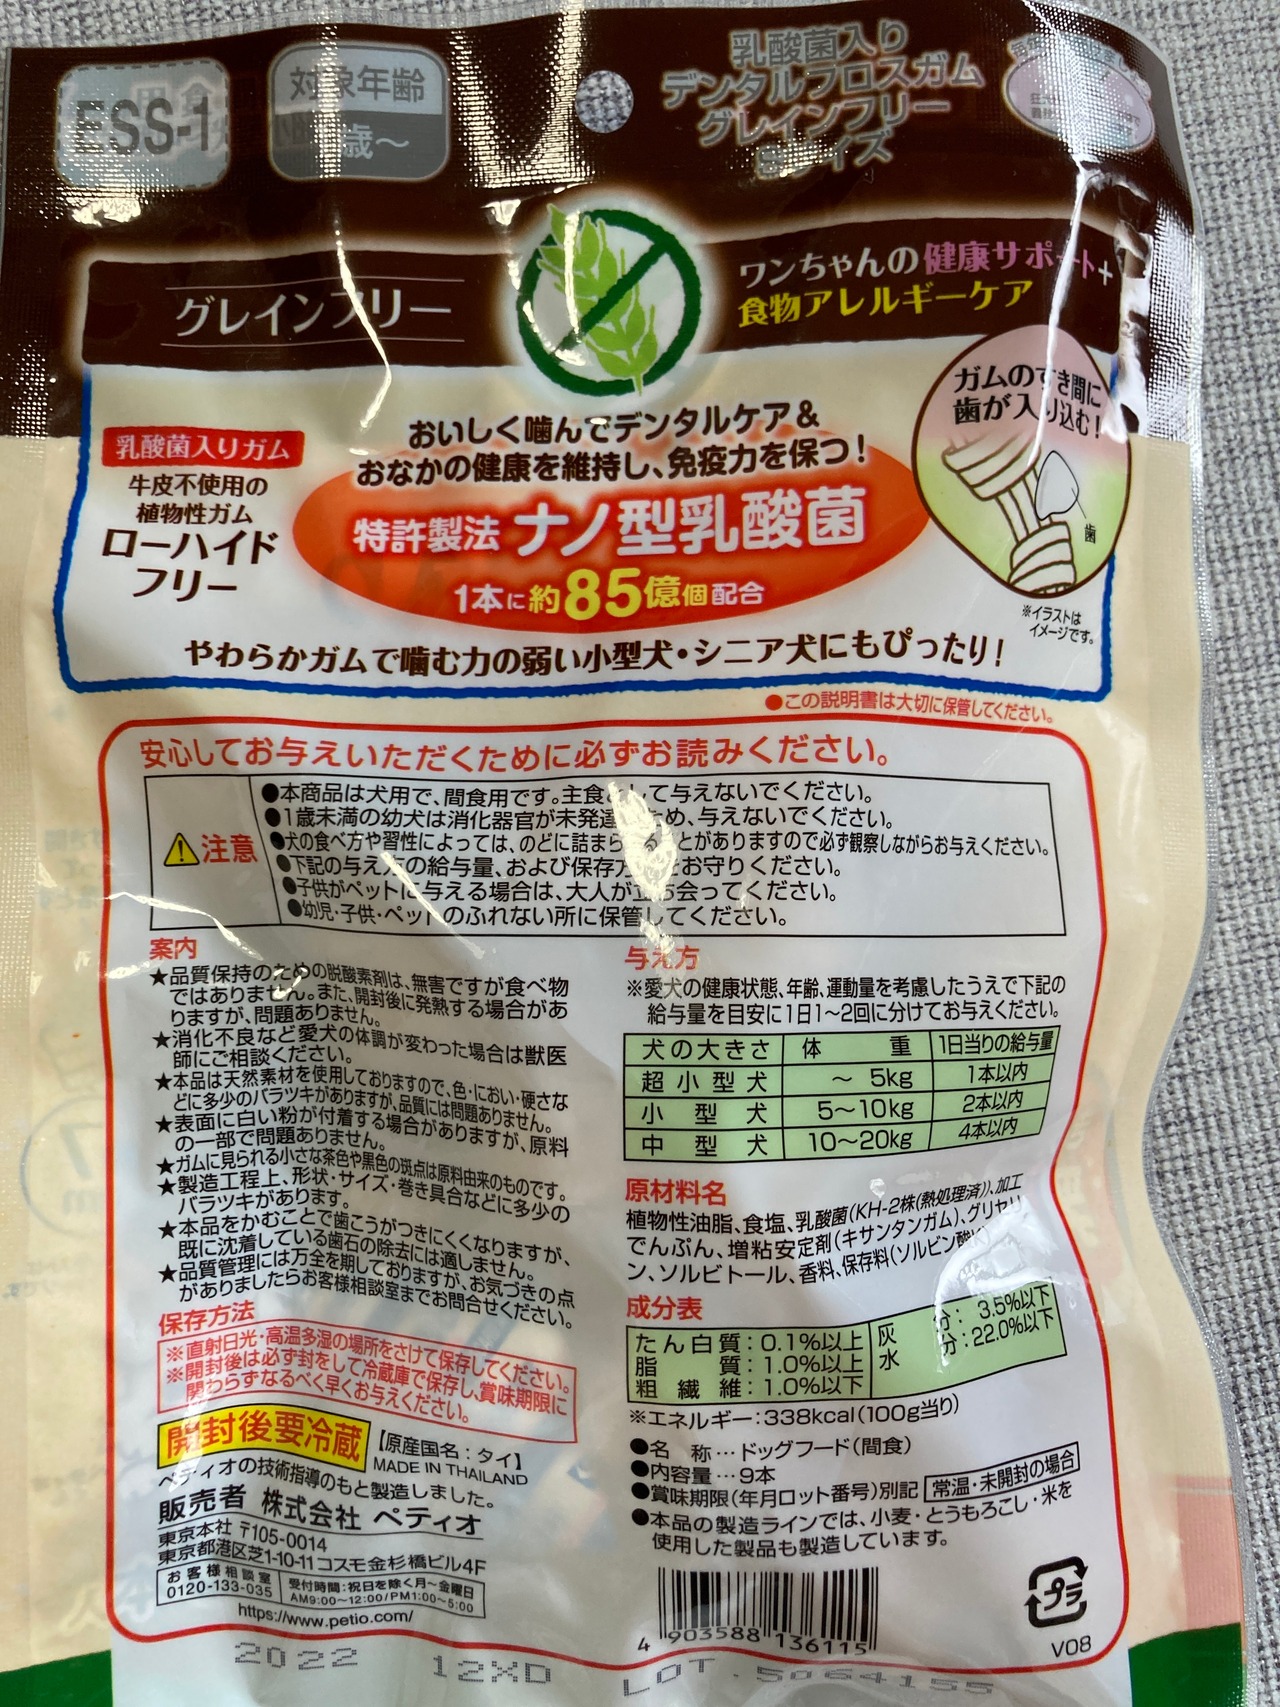 ESS-1
対象年齢
歳〜
乳酸菌入り
デンタルフロスガム
グレインフリー
Sサイズ
グレインフリー
ワンちゃんの健康サポート+
食物アレルギーケア
ガムのすき間に
歯が入り込む!
歯
※イラストは
イメージです。
乳酸菌入りガム
牛皮不使用の
植物性ガム
ローハイド
フリー
おいしく噛んでデンタルケア&
おなかの健康を維持し、免疫力を保つ!
特許製法 ナノ型乳酸菌
1本に約85億個配合
やわらかガムで噛む力の弱い小型犬・シニア犬にもぴったり!
●この説明書は大切に保管してください。
安心してお与えいただくために必ずお読みください。
注意
●本商品は犬用で、間食用です。主食として与えないでください。
●1歳未満の幼犬は消化器官が未発達のため、与えないでください。
●犬の食べ方や習性によっては、のどに詰まらることがありますので必ず観察しながらお与えください。
●下記の与え方の給与量、および保存方をお守りください。
●子供がペットに与える場合は、大人が立ち会ってください。
●幼児・子供・ペットのふれない所に保管してください。
案内
★品質保持のための脱酸素剤は、無害ですが食べ物
ではありません。また、開封後に発熱する場合があ
りますが、問題ありません。
★消化不良など愛犬の体調が変わった場合は獣医
師にご相談ください。
★本品は天然素材を使用しておりますので、色・におい・硬さな
どに多少のバラツキがありますが、品質には問題ありません。
★表面に白い粉が付着する場合がありますが、原料
の一部で問題ありません。
★ガムに見られる小さな茶色や黒色の斑点は原料由来のものです。
★製造工程上、形状・サイズ・巻き具合などに多少の
バラツキがあります。
★本品をかむことで歯こうがつきにくくなりますが、
既に沈着している歯石の除去には適しません。
★品質管理には万全を期しておりますが、お気づきの点
がありましたらお客様相談室までお問合せください。
保存方法
※直射日光・高温多湿の場所をさけて保存してください。
※開封後は必ず封をして冷蔵庫で保存し、賞味期限に
関わらずなるべく早くお与えください。
開封後要冷蔵
【原産国名:タイ】
MADE IN THAILAND
ペティオの技術指導のもと製造しました。
販売者 株式会社 ペティオ
東京本社 〒105-0014
東京都港区芝1-10-11 コスモ金杉橋ビル4F
お客様相談室
0120-133-035
受付時間:祝日を除く月〜金曜日
AM9:00〜12:00/PM1:00〜5:00
https://www.petio.com/
与え方
※愛犬の健康状態、年齢、運動量を考慮したうえで下記の
給与量を目安に1日1〜2回に分けてお与えください。
犬の大きさ 体重 1日当りの給与量
超小型犬 〜5kg 1本以内
小型犬 5〜10kg 2本以内
中型犬 10〜20kg 4本以内
原材料名
植物性油脂、食塩、乳酸菌(KH-2株(熱処理済))、加工
でんぷん、増粘安定剤(キサンタンガム)、グリセリ
ン、ソルビトール、香料、保存料(ソルビン酸
成分表
たん白質:0.1%以上 灰分:3.5%以下
脂質:1.0%以上 水分:22.0%以下
粗繊維:1.0%以下
※エネルギー:338kcal(100g当り)
●名 称…ドッグフード(間食)
●内容量…9本
●賞味期限(年月ロット番号)別記 常温・未開封の場合
●本品の製造ラインでは、小麦・とうもろこし・米を
使用した製品も製造しています。
4 903588 136115
プラ
V08
2022 12XD LOT.5064155